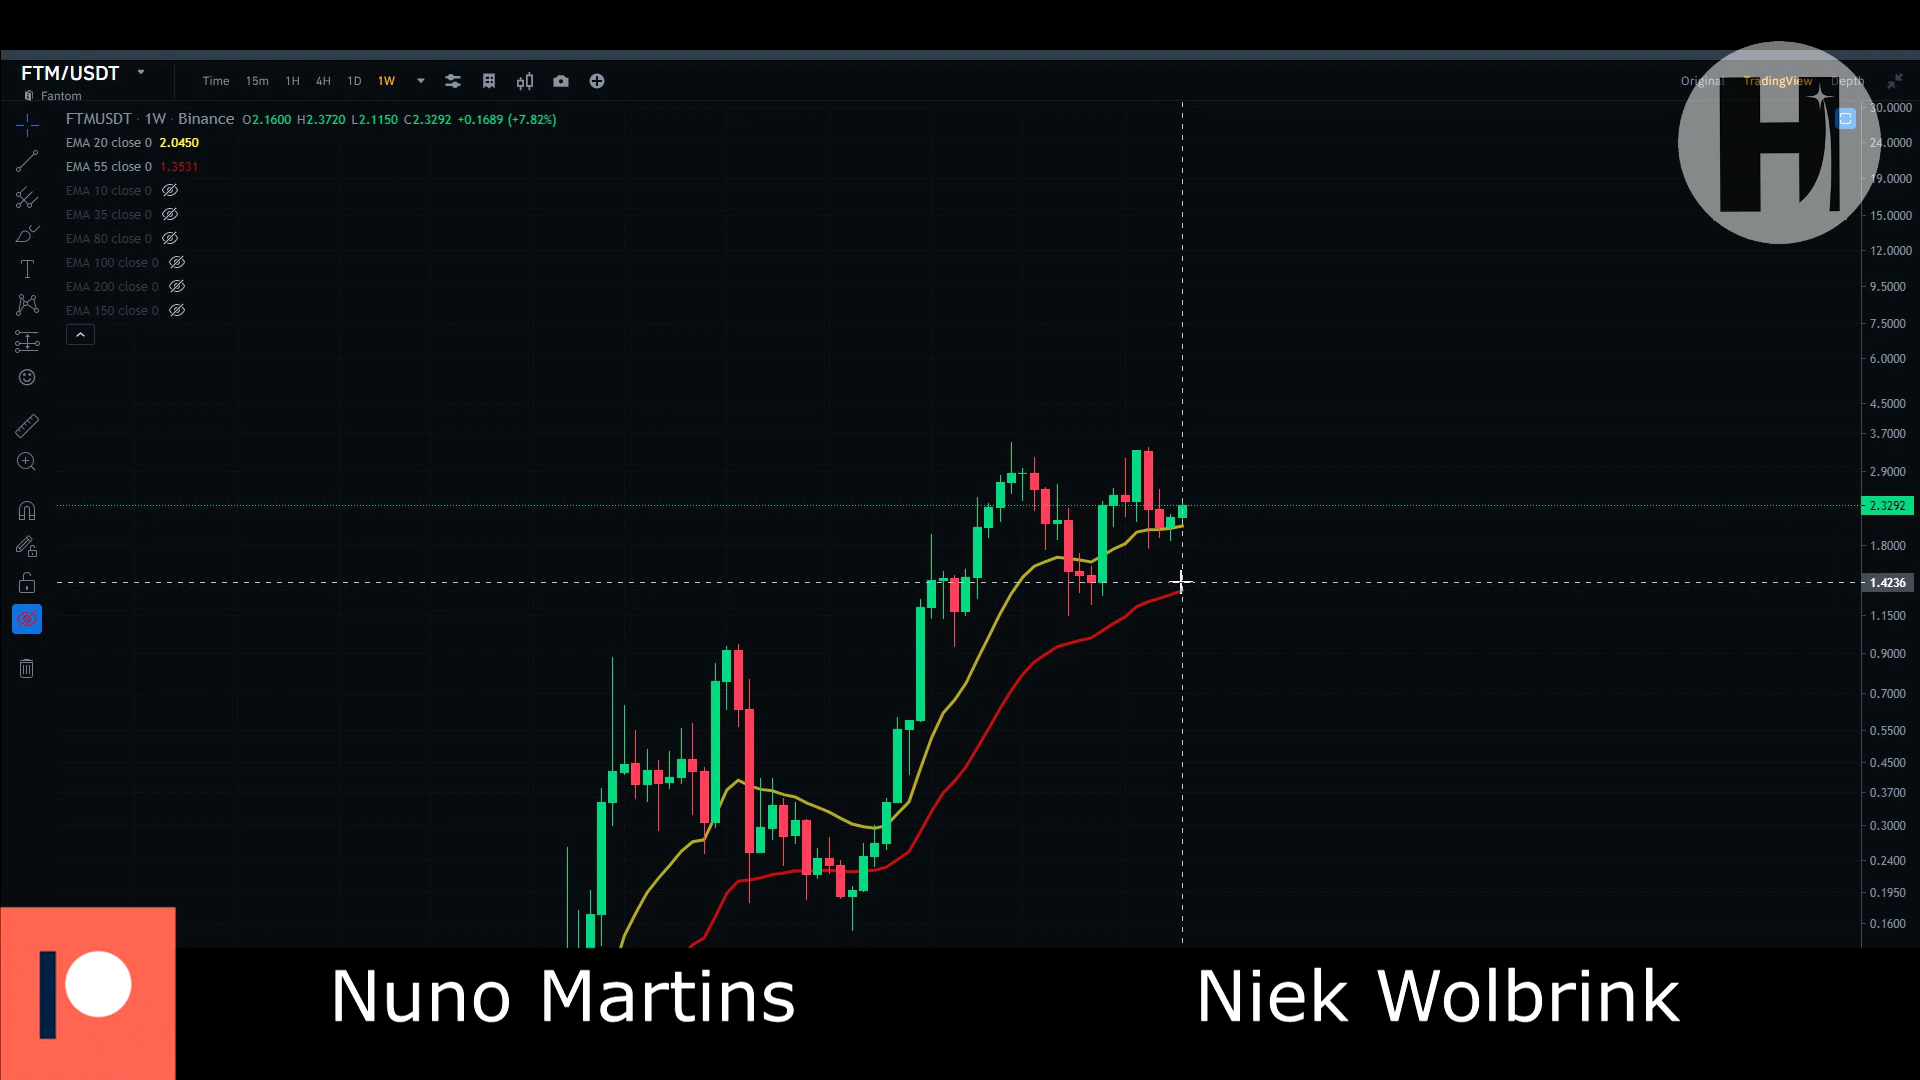 FTM/USDT
Fantom
Time 15m 1H 4H 1D 1W
Original TradingView Depth
FTMUSDT · 1W · Binance O2.1600 H2.3720 L2.1150 C2.3292 +0.1689 (+7.82%)
EMA 20 close 0 2.0450
EMA 55 close 0 1.3531
EMA 10 close 0
EMA 35 close 0
EMA 80 close 0
EMA 100 close 0
EMA 200 close 0
EMA 150 close 0
30.0000
24.0000
19.0000
15.0000
12.0000
9.5000
7.5000
6.0000
4.5000
3.7000
2.9000
2.3292
1.8000
1.4236
1.1500
0.9000
0.7000
0.5500
0.4500
0.3700
0.3000
0.2400
0.1950
0.1600
Nuno Martins
Niek Wolbrink